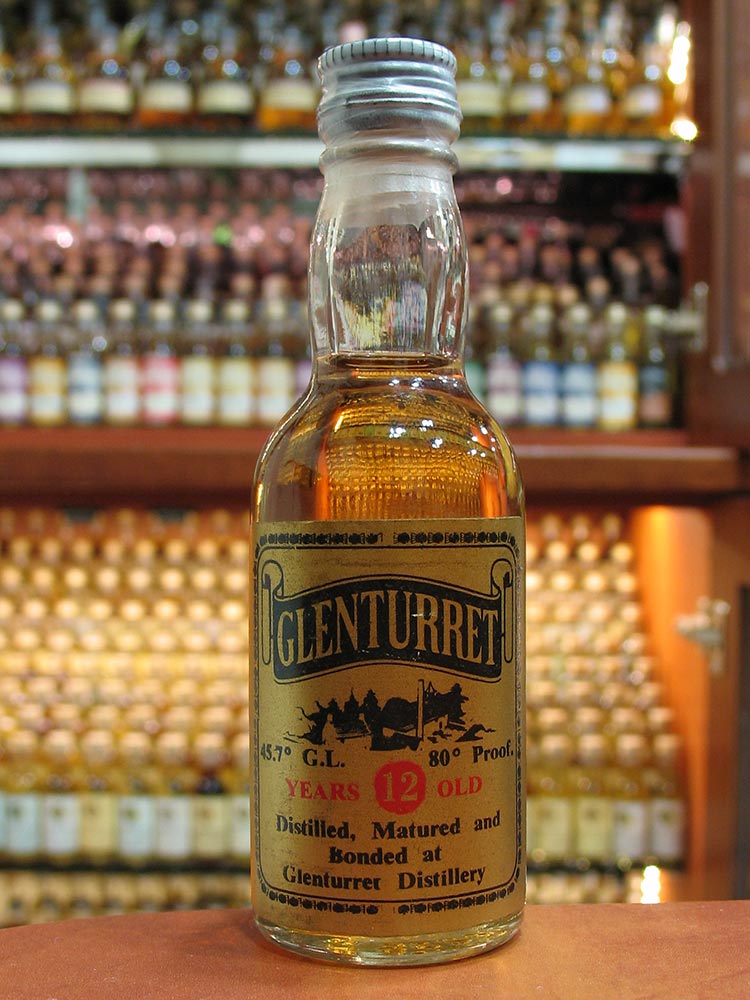 GLENTURRET
45.7° G.L. 80° Proof.
YEARS 12 OLD
Distilled, Matured and
Bonded at
Glenturret Distillery